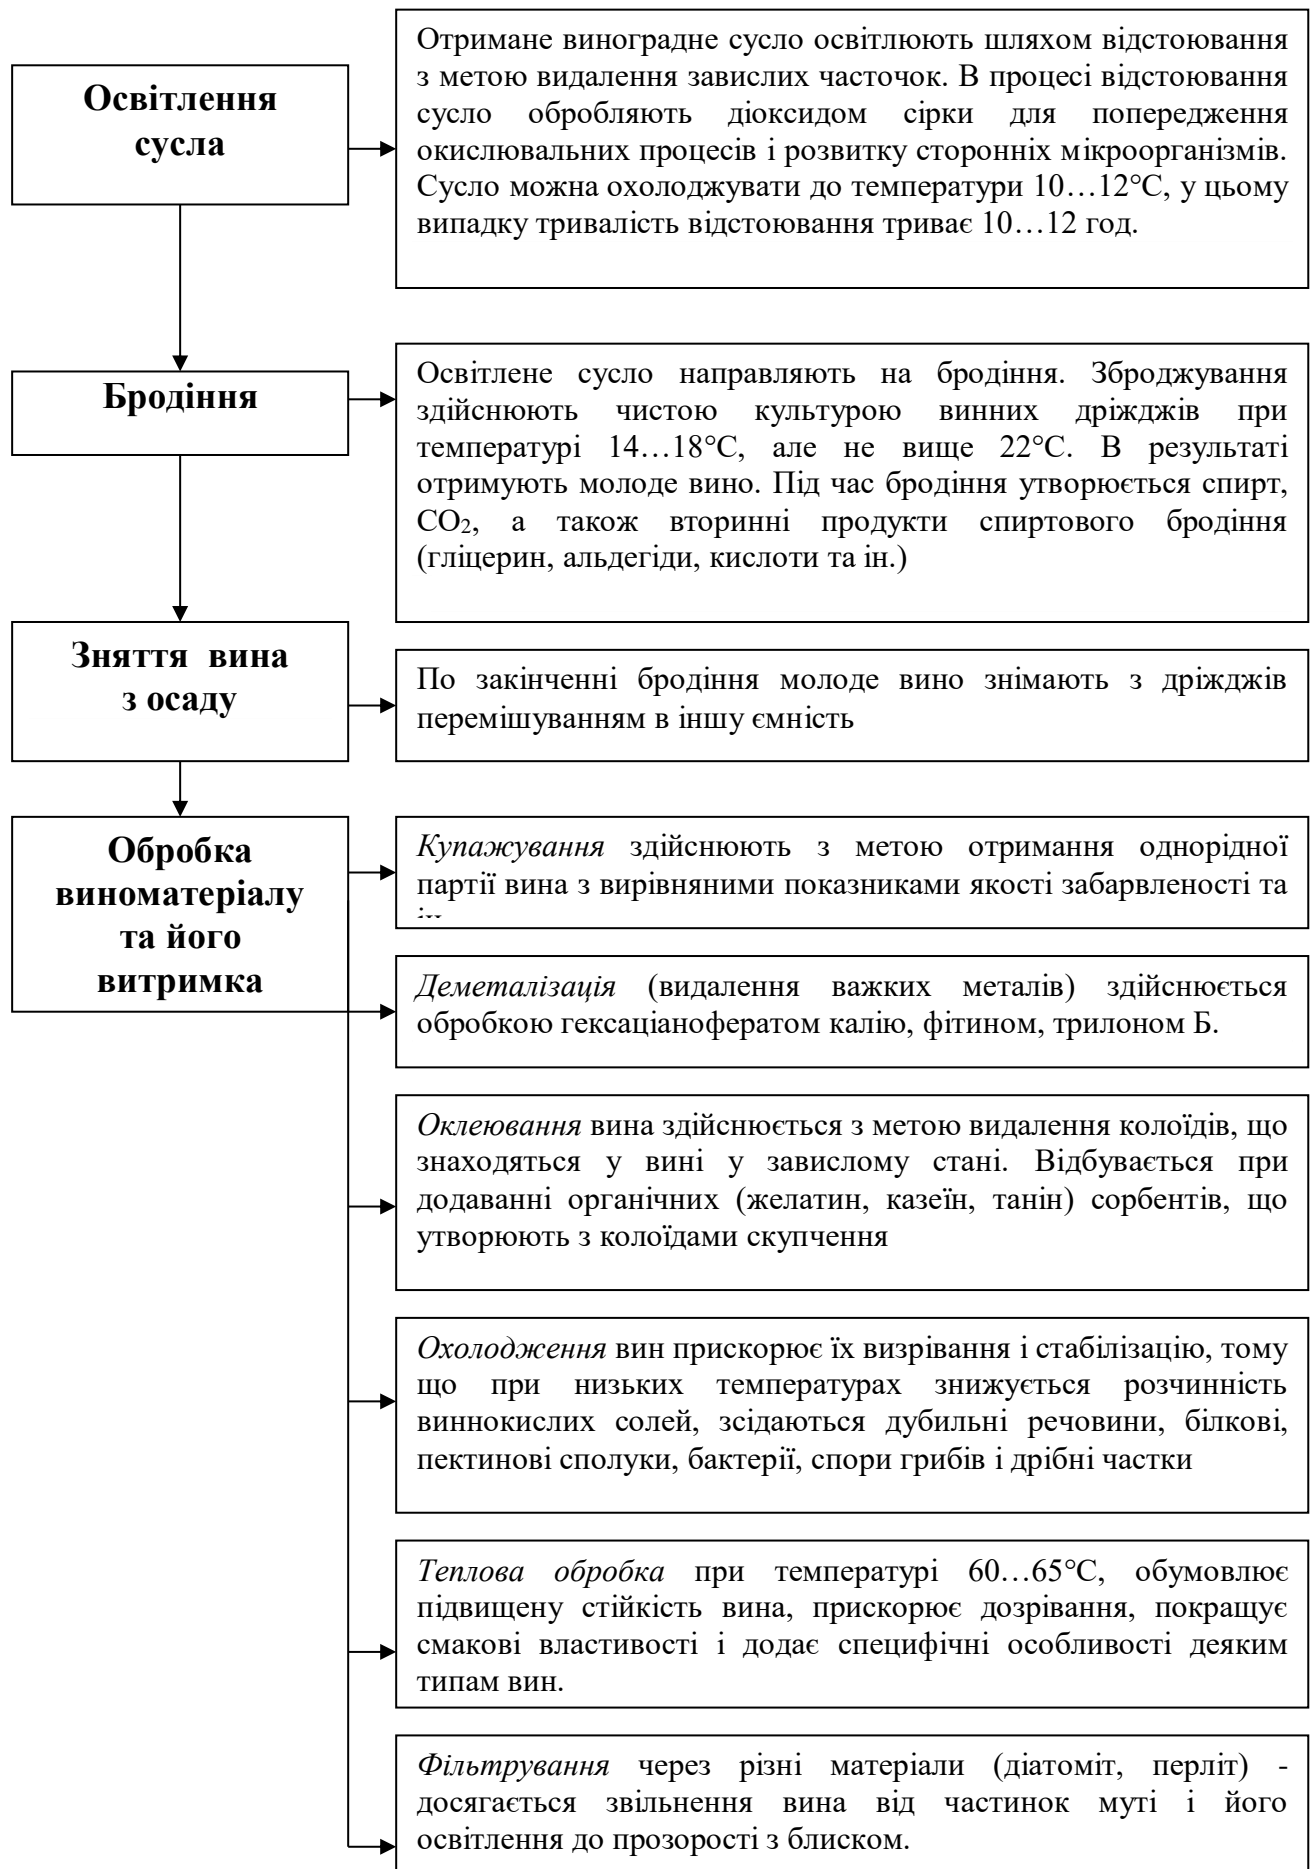 Освітлення
сусла
Отримане виноградне сусло освітлюють шляхом відстоювання
з метою видалення завислих часточок. В процесі відстоювання
сусло обробляють діоксидом сірки для попередження
окислювальних процесів і розвитку сторонніх мікроорганізмів.
Сусло можна охолоджувати до температури 10…12°С, у цьому
випадку тривалість відстоювання триває 10…12 год.
Бродіння
Освітлене сусло направляють на бродіння. Зброджування
здійснюють чистою культурою винних дріжджів при
температурі 14…18°С, але не вище 22°С. В результаті
отримують молоде вино. Під час бродіння утворюється спирт,
СО₂, а також вторинні продукти спиртового бродіння
(гліцерин, альдегіди, кислоти та ін.)
Зняття вина
з осаду
По закінченні бродіння молоде вино знімають з дріжджів
перемішуванням в іншу ємність
Обробка
виноматеріалу
та його
витримка
Купажування здійснюють з метою отримання однорідної
партії вина з вирівняними показниками якості забарвленості та
Деметалізація (видалення важких металів) здійснюється
обробкою гексаціанофератом калію, фітином, трилоном Б.
Оклеювання вина здійснюється з метою видалення колоїдів, що
знаходяться у вині у завислому стані. Відбувається при
додаванні органічних (желатин, казеїн, танін) сорбентів, що
утворюють з колоїдами скупчення
Охолодження вин прискорює їх визрівання і стабілізацію, тому
що при низьких температурах знижується розчинність
виннокислих солей, зсідаються дубильні речовини, білкові,
пектинові сполуки, бактерії, спори грибів і дрібні частки
Теплова обробка при температурі 60…65°С, обумовлює
підвищену стійкість вина, прискорює дозрівання, покращує
смакові властивості і додає специфічні особливості деяким
типам вин.
Фільтрування через різні матеріали (діатоміт, перліт) -
досягається звільнення вина від частинок муті і його
освітлення до прозорості з блиском.